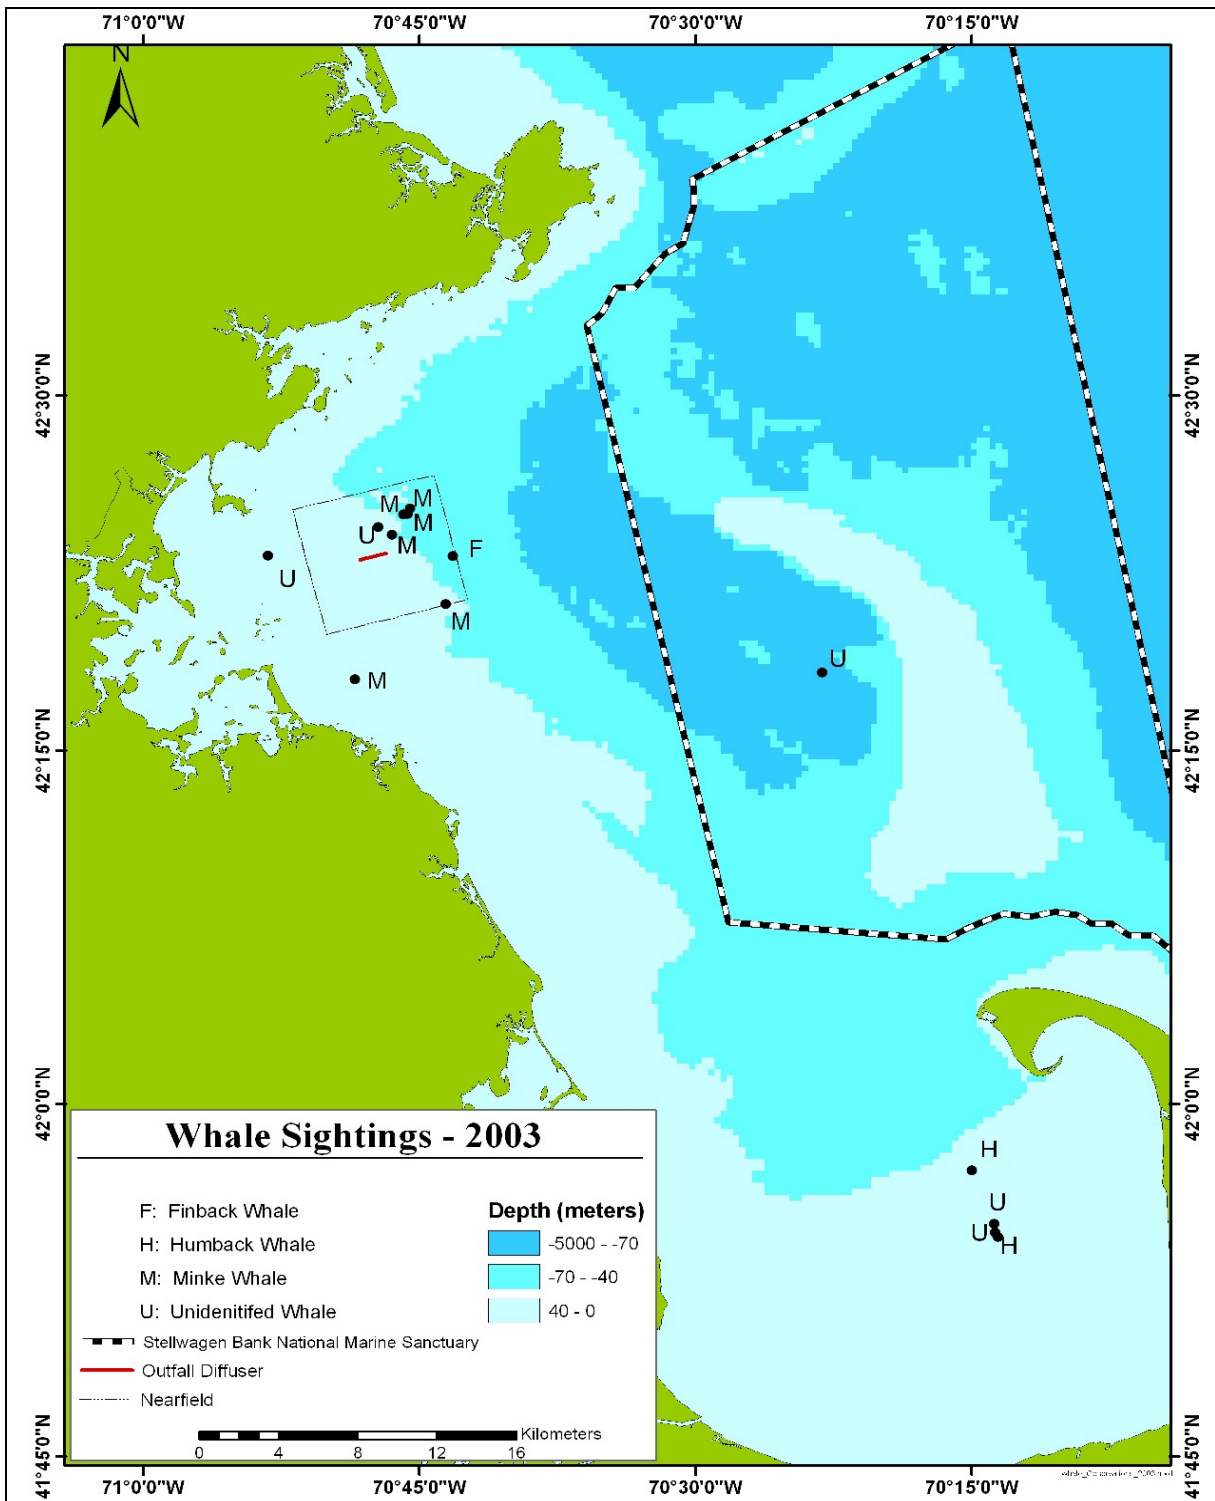 71°0'0"W 70°45'0"W 70°30'0"W 70°15'0"W
N
42°30'0"N 42°30'0"N
M M
M
U M
F
U
M
U
M
42°15'0"N 42°15'0"N
42°0'0"N 42°0'0"N
H
U
U H
Whale Sightings - 2003
F: Finback Whale
H: Humback Whale
M: Minke Whale
U: Unidenitifed Whale
Depth (meters)
-5000 - -70
-70 - -40
40 - 0
Stellwagen Bank National Marine Sanctuary
Outfall Diffuser
Nearfield
Kilometers
0 4 8 12 16
41°45'0"N 41°45'0"N
71°0'0"W 70°45'0"W 70°30'0"W 70°15'0"W